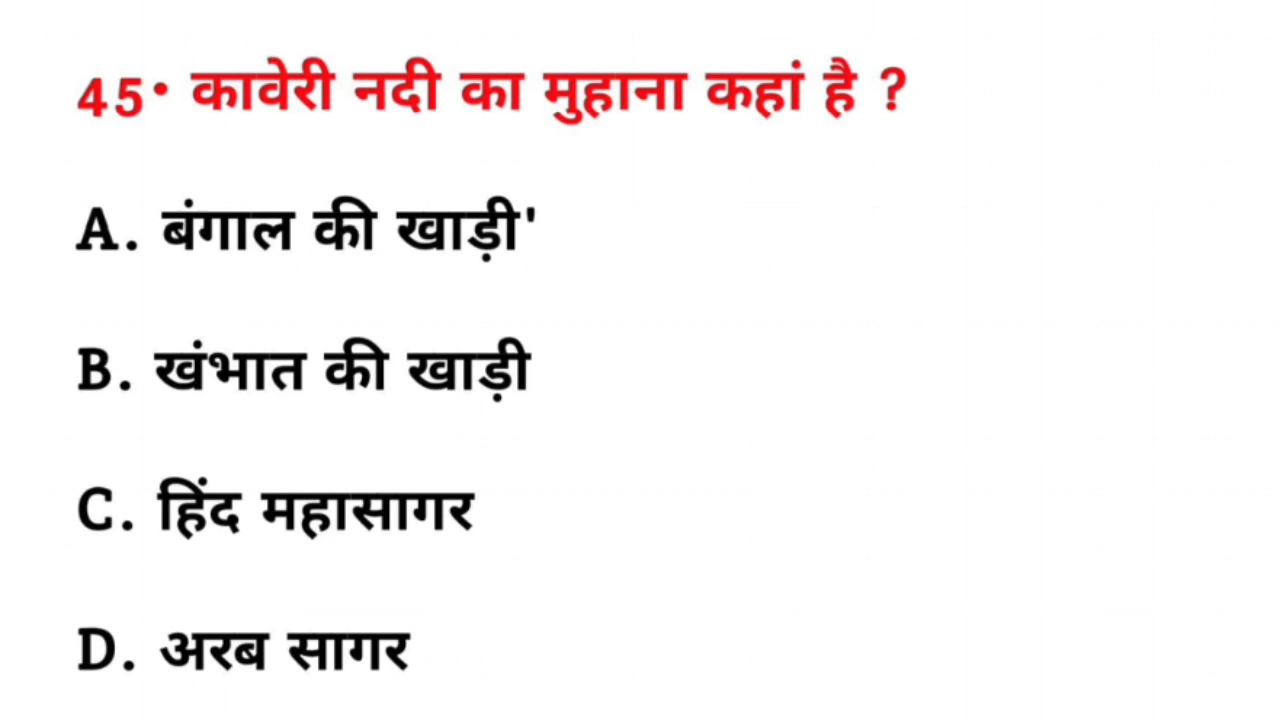 45• कावेरी नदी का मुहाना कहां है ?
A. बंगाल की खाड़ी'
B. खंभात की खाड़ी
C. हिंद महासागर
D. अरब सागर